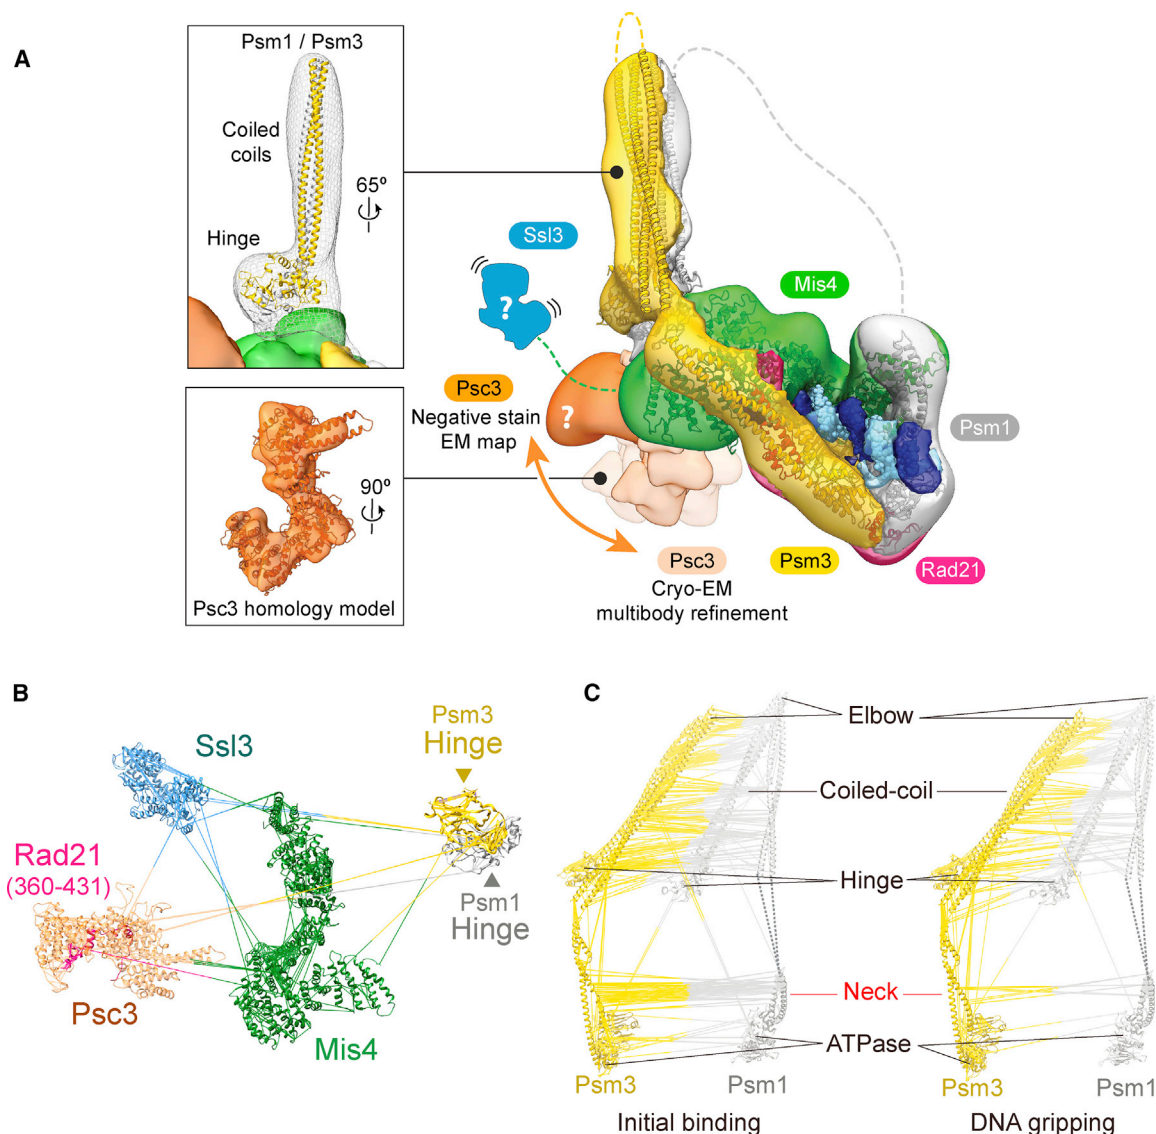 A
Psm1 / Psm3
Coiled
coils
65º
Hinge
Ssl3
?
Mis4
Psc3
Negative stain
EM map
?
Psm1
90º
Psc3 homology model
Psc3
Cryo-EM
multibody refinement
Psm3
Rad21
B
Ssl3
Psm3
Hinge
Rad21
(360-431)
Psm1
Hinge
Psc3
Mis4
C
Elbow
Coiled-coil
Hinge
Neck
ATPase
Psm3
Psm1
Psm3
Psm1
Initial binding
DNA gripping